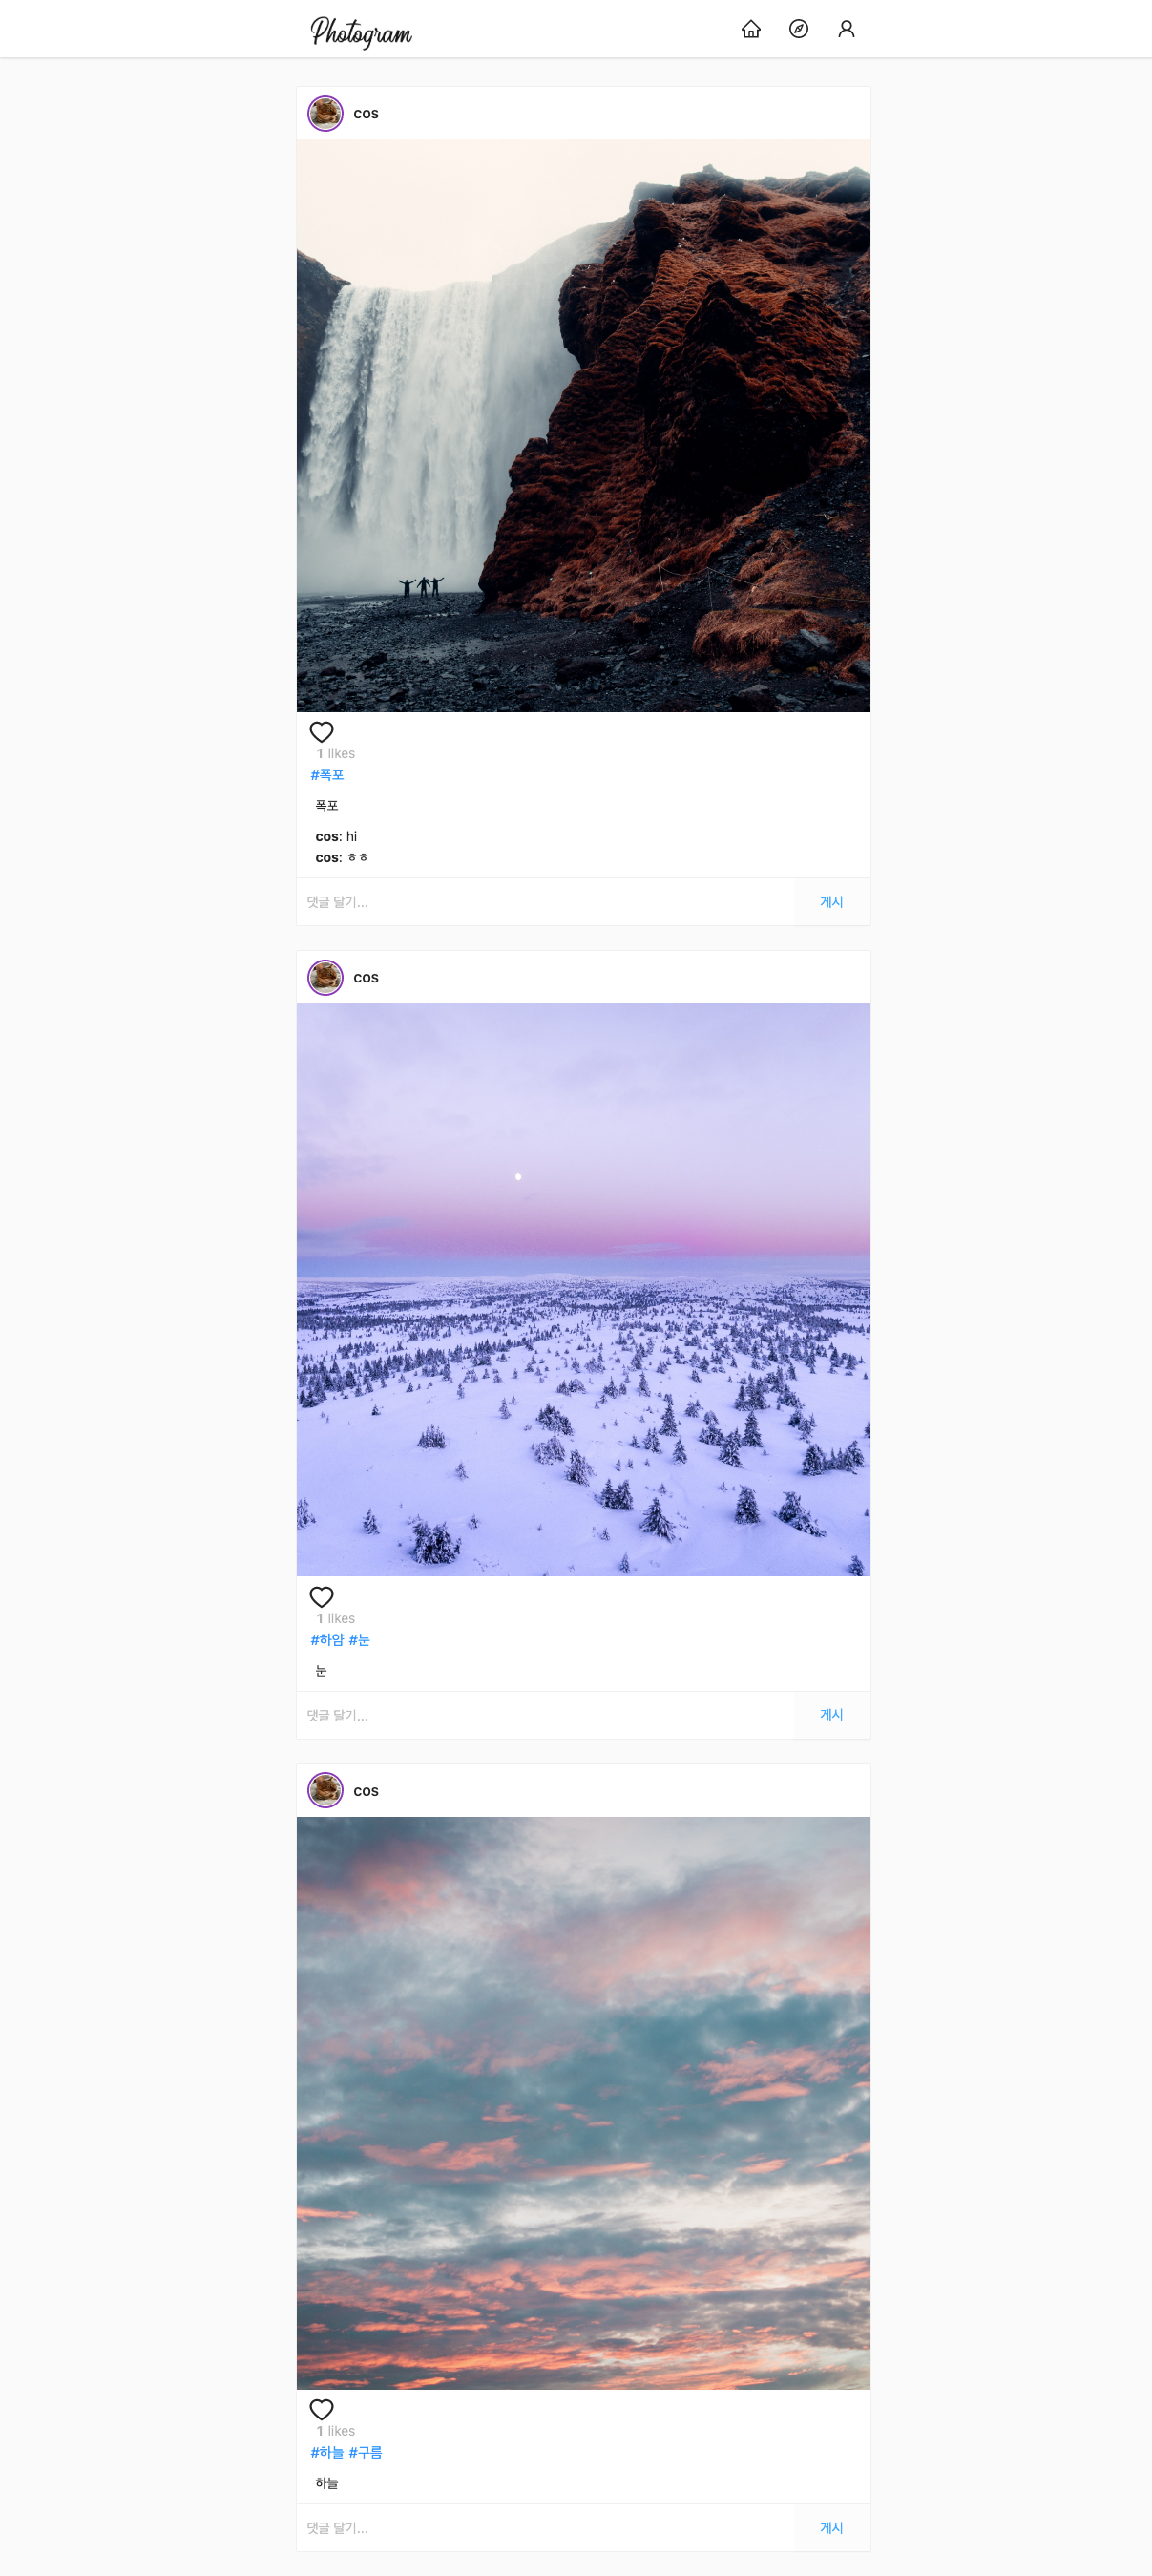 Photogram
cos
1 likes
#폭포
폭포
cos: hi
cos: ㅎㅎ
댓글 달기... 게시
cos
1 likes
#하얌 #눈
눈
댓글 달기... 게시
cos
1 likes
#하늘 #구름
하늘
댓글 달기... 게시